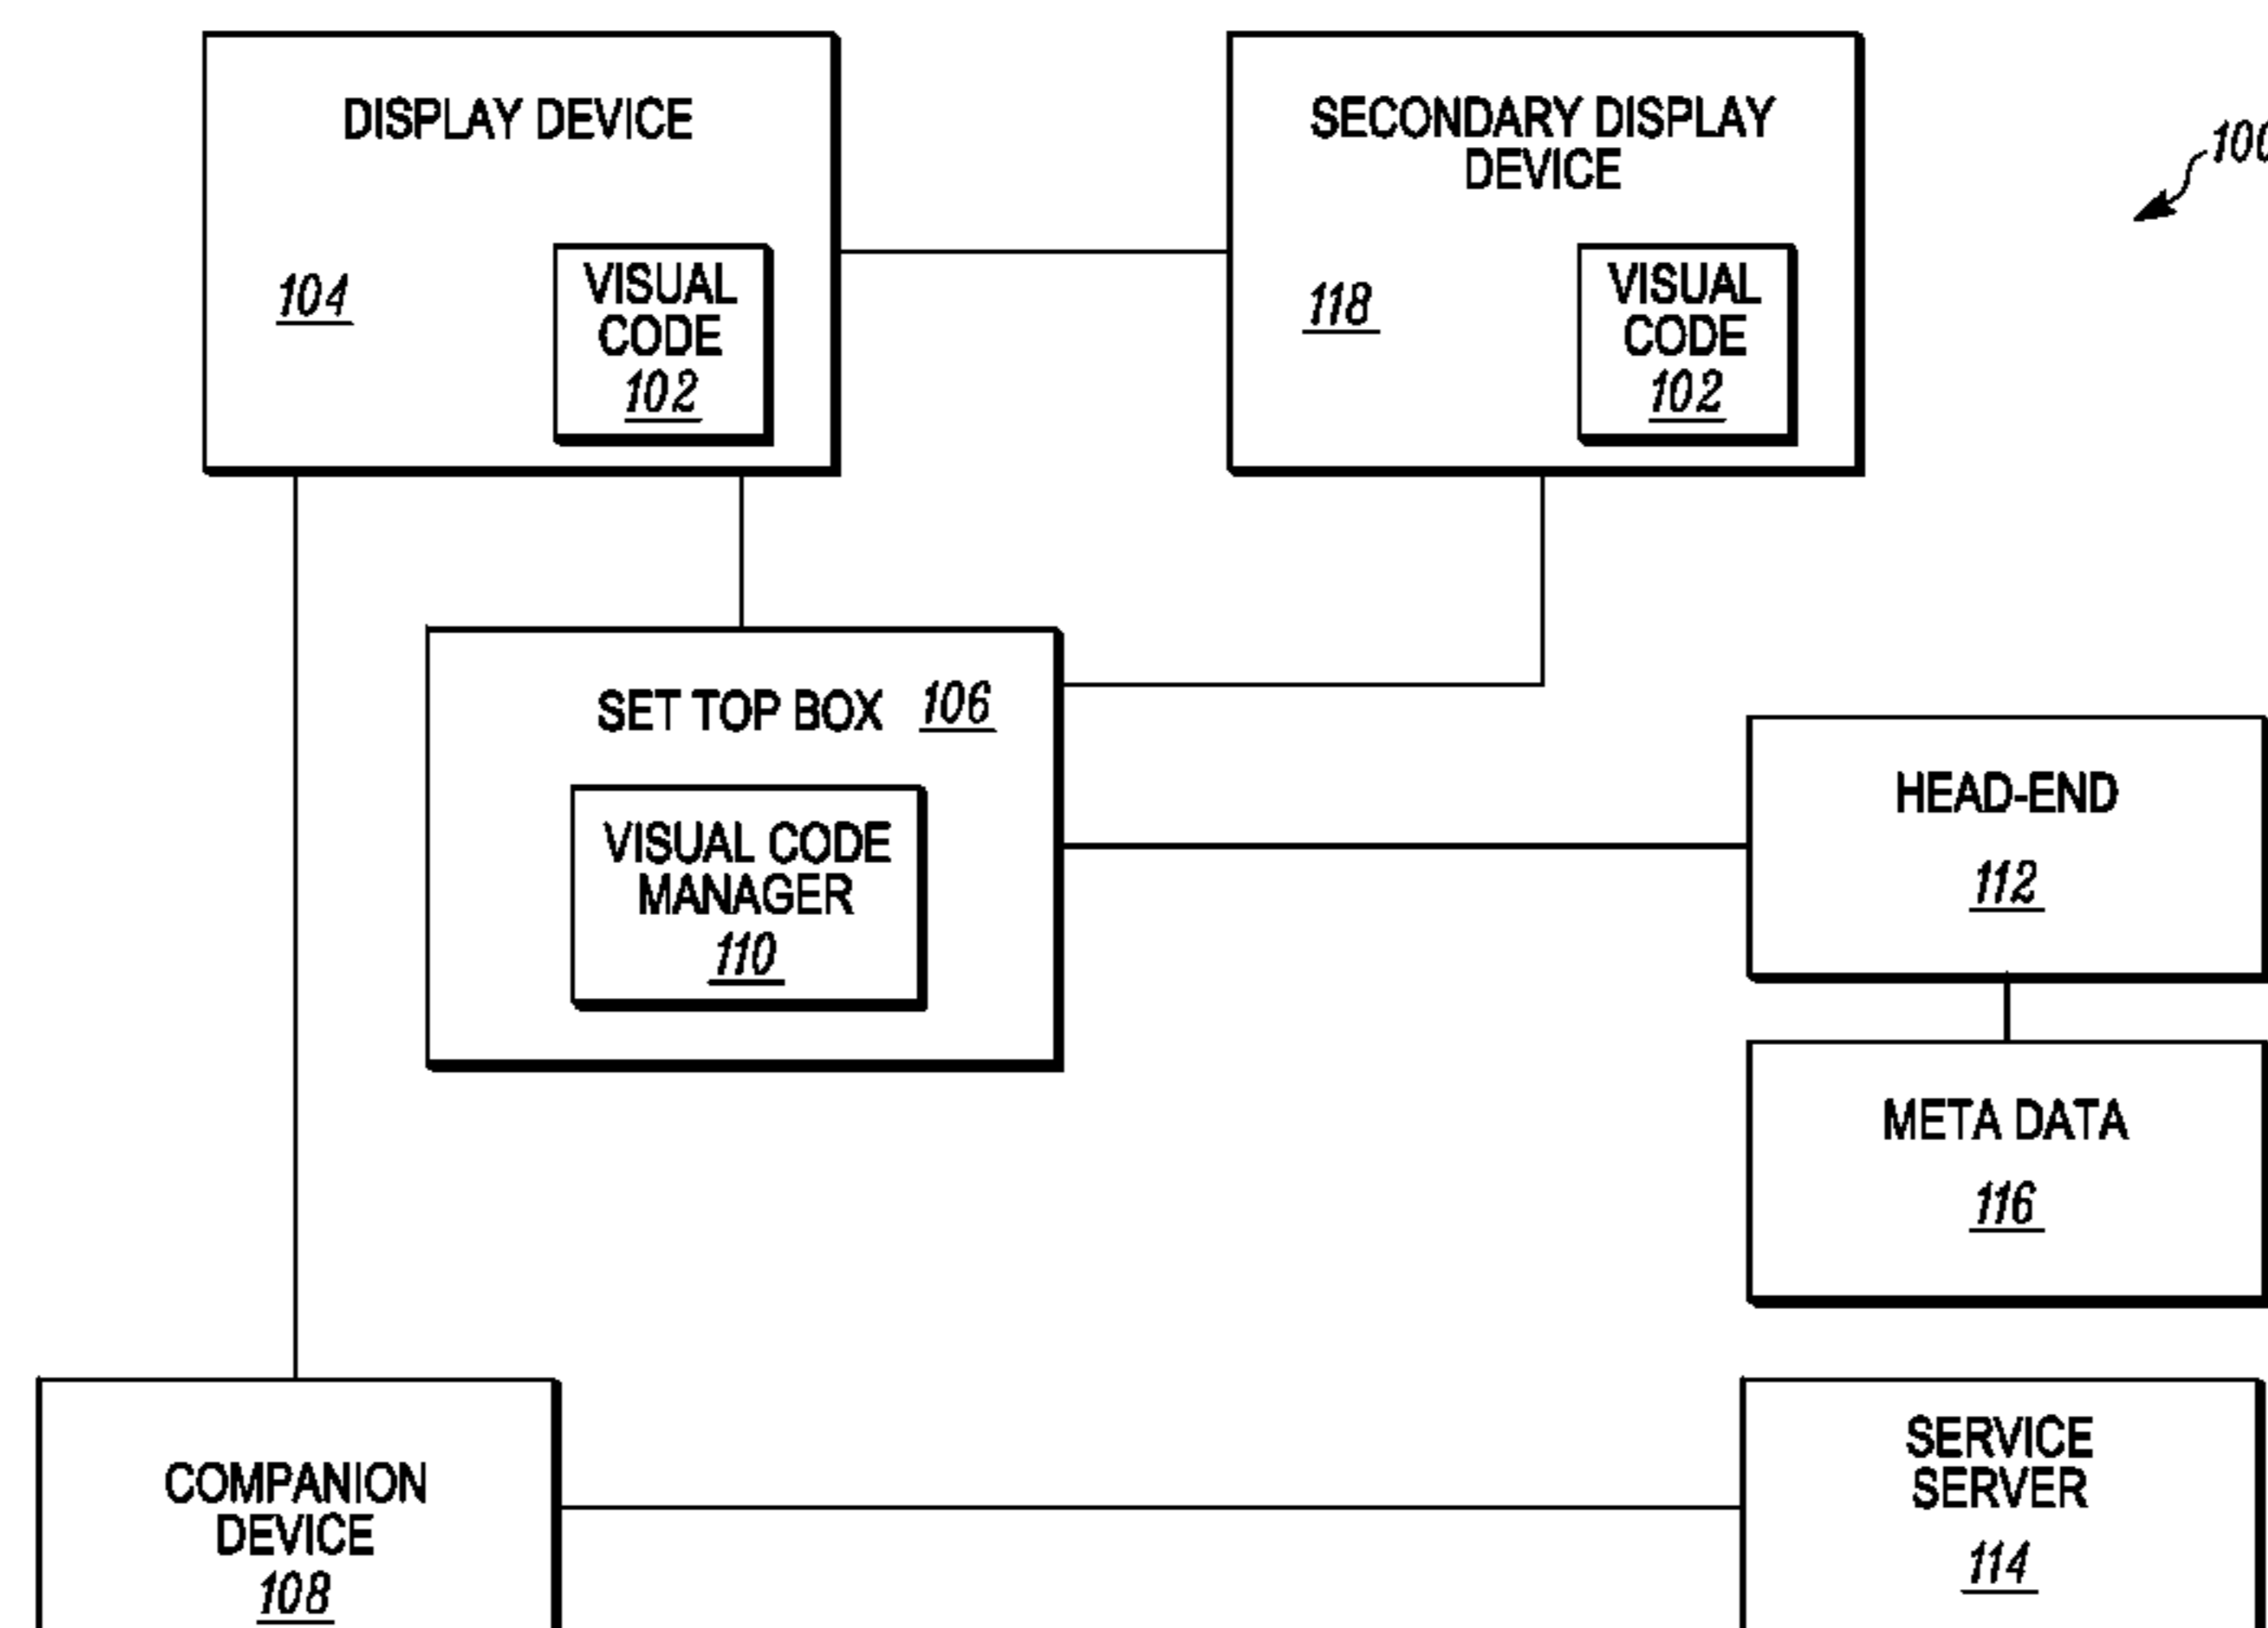 DISPLAY DEVICE
104
VISUAL
CODE
102
SECONDARY DISPLAY
DEVICE
118
VISUAL
CODE
102
100
SET TOP BOX 106
VISUAL CODE
MANAGER
110
HEAD-END
112
META DATA
116
COMPANION
DEVICE
108
SERVICE
SERVER
114